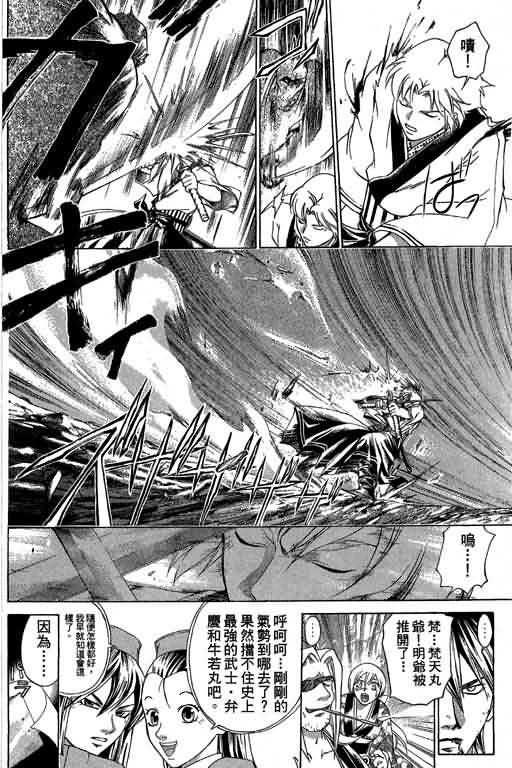 嘖！
嗚…！
梵…梵天丸
爺！明爺被
推開了…
呼呵呵…剛剛的
氣勢到哪去了？
果然擋不住史上
最強的武士．弁
慶和牛若丸吧。
隨便怎樣都好，
我早就知道會這
樣了。
因為……